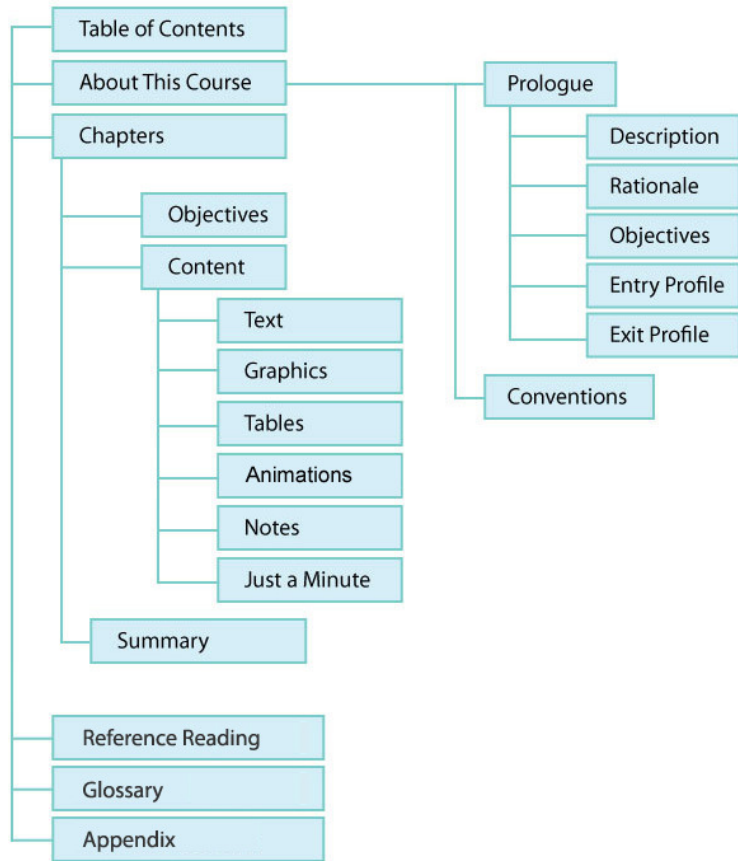 Table of Contents
About This Course
Prologue
Description
Rationale
Objectives
Entry Profile
Exit Profile
Conventions
Chapters
Objectives
Content
Text
Graphics
Tables
Animations
Notes
Just a Minute
Summary
Reference Reading
Glossary
Appendix